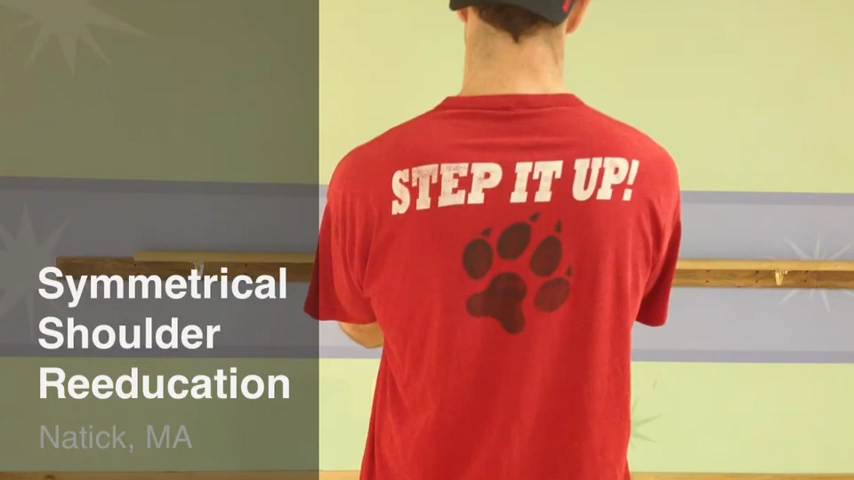 Symmetrical
Shoulder
Reeducation
Natick, MA
STEP IT UP!